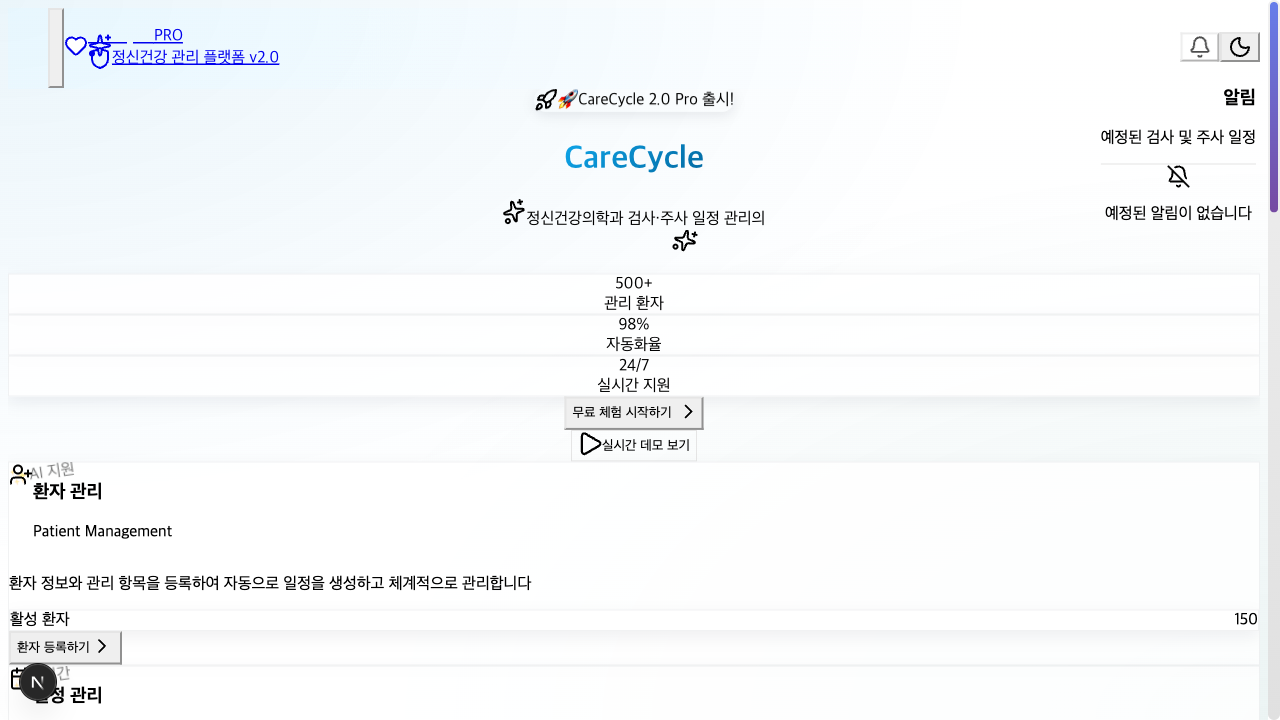 PRO
정신건강 관리 플랫폼 v2.0
🚀CareCycle 2.0 Pro 출시!
알림
예정된 검사 및 주사 일정
예정된 알림이 없습니다
CareCycle
정신건강의학과 검사·주사 일정 관리의
500+
관리 환자
98%
자동화율
24/7
실시간 지원
무료 체험 시작하기
실시간 데모 보기
AI 지원
환자 관리
Patient Management
환자 정보와 관리 항목을 등록하여 자동으로 일정을 생성하고 체계적으로 관리합니다
활성 환자 150
환자 등록하기
관리
N